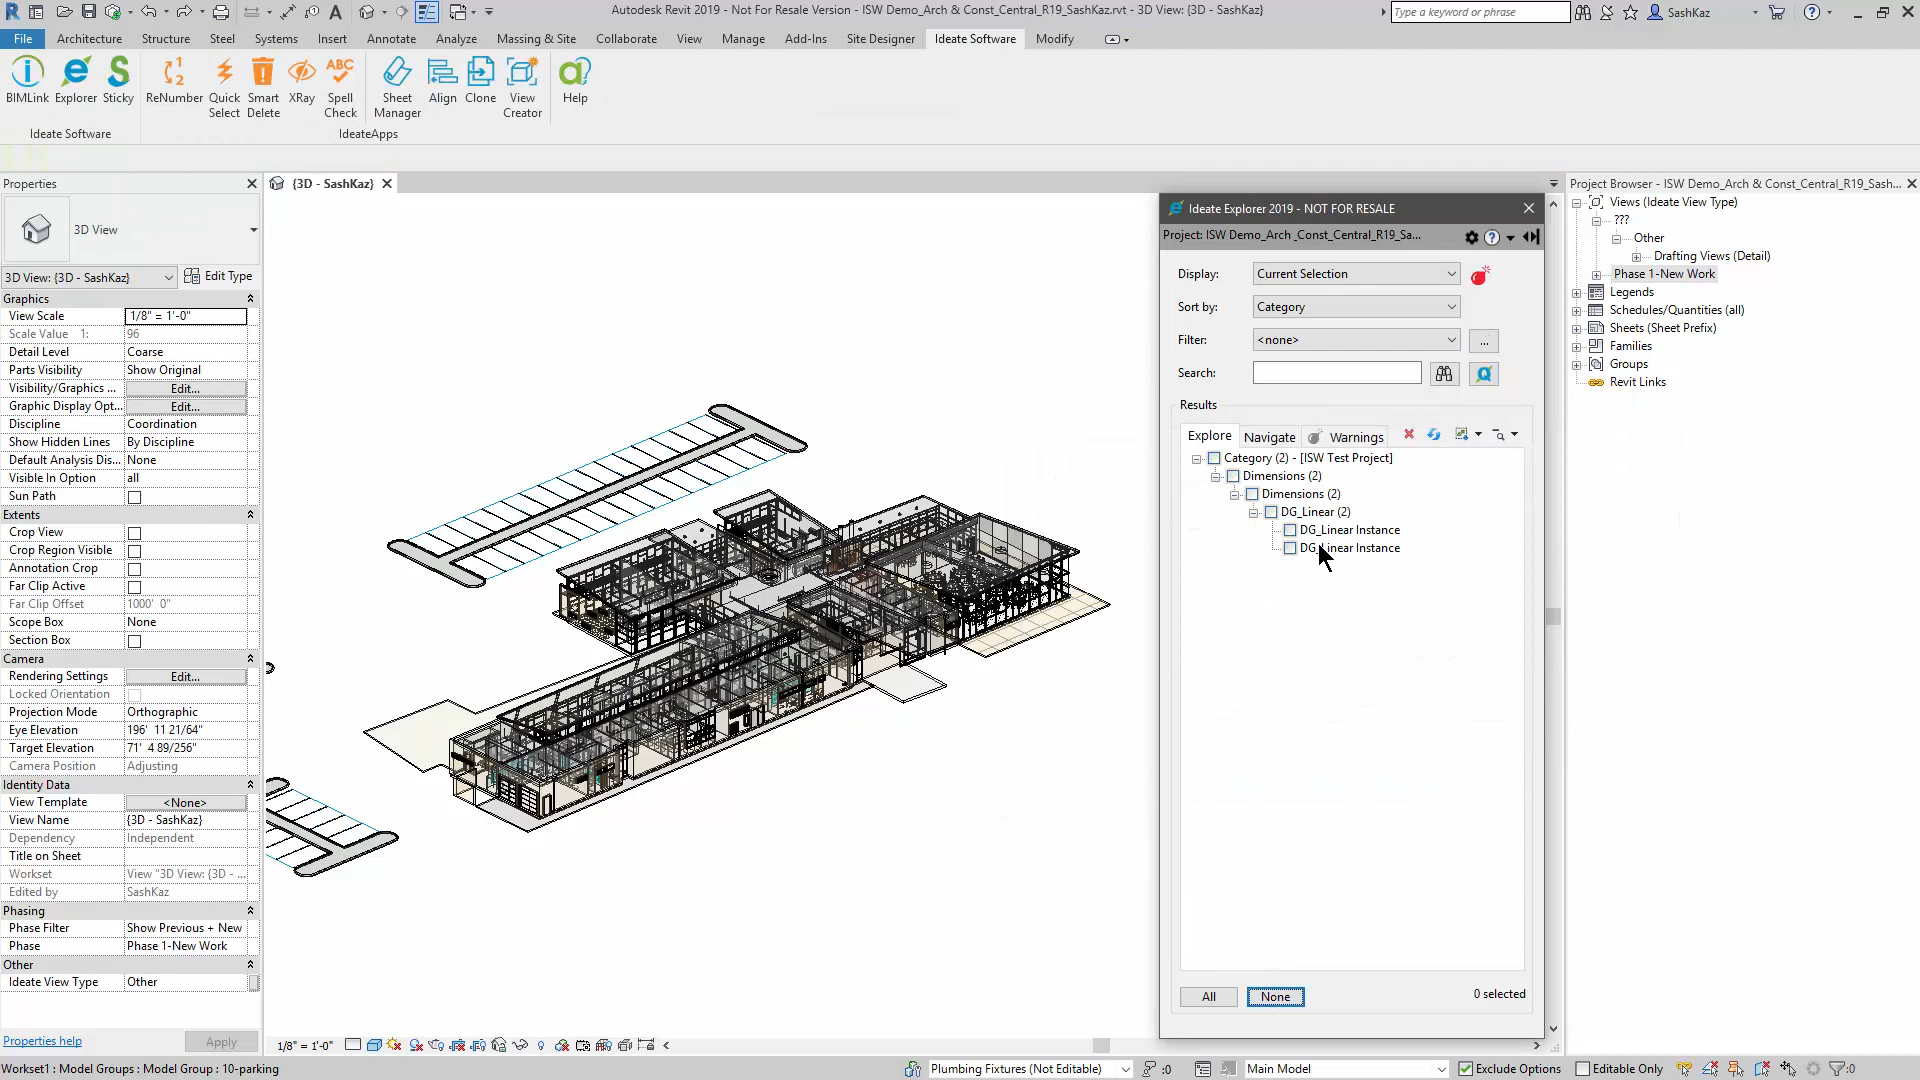 Autodesk Revit 2019 - Not For Resale Version - ISW Demo_Arch & Const_Central_R19_SashKaz.rvt - 3D View: {3D - SashKaz}
Type a keyword or phrase
SashKaz
File Architecture Structure Steel Systems Insert Annotate Analyze Massing & Site Collaborate View Manage Add-Ins Site Designer Ideate Software Modify
BIMLink Explorer Sticky ReNumber Quick Select Smart Delete XRay Spell Check Sheet Manager Align Clone View Creator Help
Ideate Software IdeateApps
Properties
3D View
3D View: {3D - SashKaz} Edit Type
Graphics
View Scale 1/8" = 1'-0"
Scale Value 1: 96
Detail Level Coarse
Parts Visibility Show Original
Visibility/Graphics ... Edit...
Graphic Display Opt... Edit...
Discipline Coordination
Show Hidden Lines By Discipline
Default Analysis Dis... None
Visible In Option all
Sun Path
Extents
Crop View
Crop Region Visible
Annotation Crop
Far Clip Active
Far Clip Offset 1000' 0"
Scope Box None
Section Box
Camera
Rendering Settings Edit...
Locked Orientation
Projection Mode Orthographic
Eye Elevation 196' 11 21/64"
Target Elevation 71' 4 89/256"
Camera Position Adjusting
Identity Data
View Template <None>
View Name {3D - SashKaz}
Dependency Independent
Title on Sheet
Workset View "3D View: {3D - ...
Edited by SashKaz
Phasing
Phase Filter Show Previous + New
Phase Phase 1-New Work
Other
Ideate View Type Other
Properties help Apply
{3D - SashKaz}
Ideate Explorer 2019 - NOT FOR RESALE
Project: ISW Demo_Arch _Const_Central_R19_Sa...
Display: Current Selection
Sort by: Category
Filter: <none> ...
Search:
Results
Explore Navigate Warnings
Category (2) - [ISW Test Project]
Dimensions (2)
Dimensions (2)
DG_Linear (2)
DG_Linear Instance
DG_Linear Instance
All None 0 selected
Project Browser - ISW Demo_Arch & Const_Central_R19_Sash...
Views (Ideate View Type)
???
Other
Drafting Views (Detail)
Phase 1-New Work
Legends
Schedules/Quantities (all)
Sheets (Sheet Prefix)
Families
Groups
Revit Links
1/8" = 1'-0"
Workset1 : Model Groups : Model Group : 10-parking
Plumbing Fixtures (Not Editable) :0 Main Model Exclude Options Editable Only :0